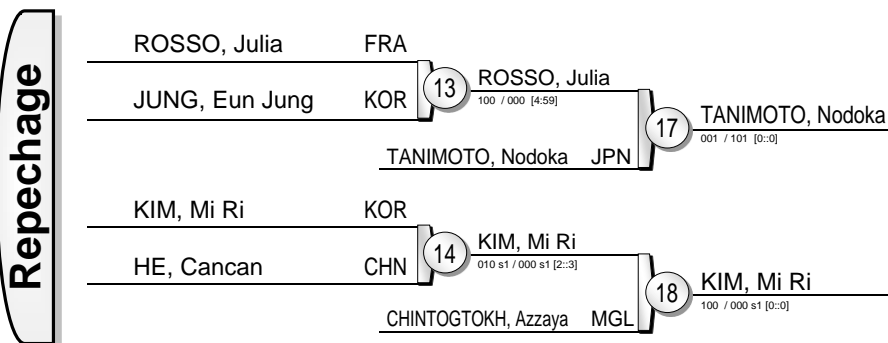 Repechage
ROSSO, Julia FRA
JUNG, Eun Jung KOR
13
ROSSO, Julia
100 / 000 [4:59]
TANIMOTO, Nodoka JPN
17
TANIMOTO, Nodoka
001 / 101 [0::0]
KIM, Mi Ri KOR
HE, Cancan CHN
14
KIM, Mi Ri
010 s1 / 000 s1 [2::3]
CHINTOGTOKH, Azzaya MGL
18
KIM, Mi Ri
100 / 000 s1 [0::0]